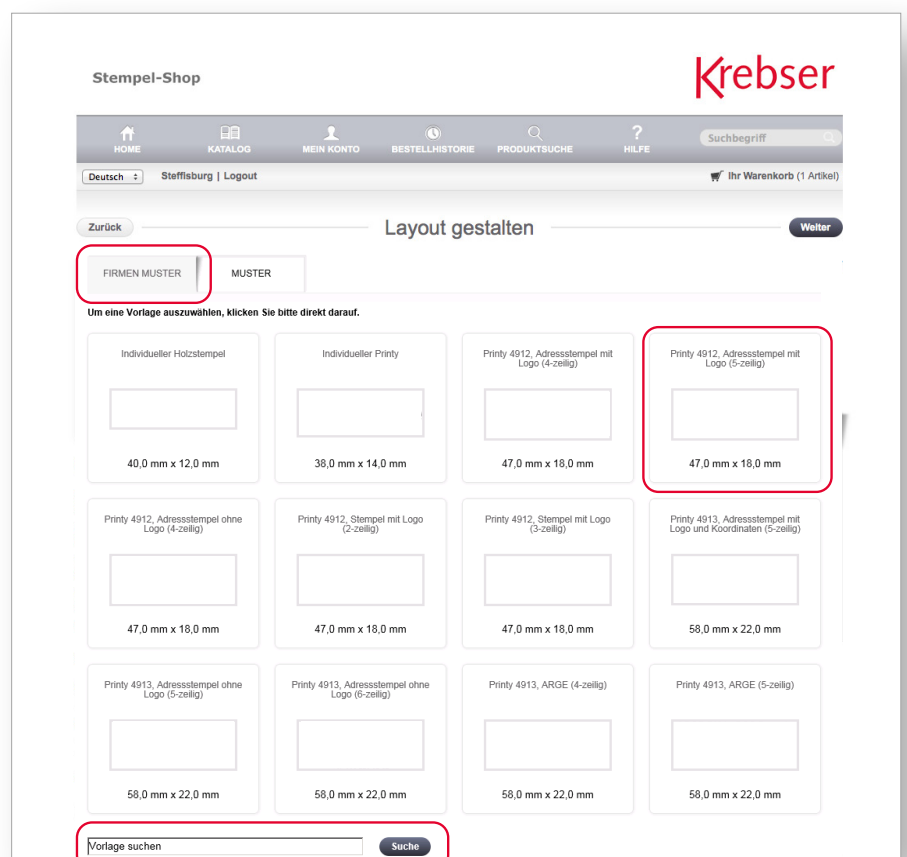 Stempel-Shop
Krebser
HOME KATALOG MEIN KONTO BESTELLHISTORIE PRODUKTSUCHE HILFE Suchbegriff
Deutsch Steffisburg | Logout Ihr Warenkorb (1 Artikel)
Zurück Layout gestalten Weiter
FIRMEN MUSTER MUSTER
Um eine Vorlage auszuwählen, klicken Sie bitte direkt darauf.
Individueller Holzstempel
40,0 mm x 12,0 mm
Individueller Printy
38,0 mm x 14,0 mm
Printy 4912, Adressstempel mit
Logo (4-zeilig)
47,0 mm x 18,0 mm
Printy 4912, Adressstempel mit
Logo (5-zeilig)
47,0 mm x 18,0 mm
Printy 4912, Adressstempel ohne
Logo (4-zeilig)
47,0 mm x 18,0 mm
Printy 4912, Stempel mit Logo
(2-zeilig)
47,0 mm x 18,0 mm
Printy 4912, Stempel mit Logo
(3-zeilig)
47,0 mm x 18,0 mm
Printy 4913, Adressstempel mit
Logo und Koordinaten (5-zeilig)
58,0 mm x 22,0 mm
Printy 4913, Adressstempel ohne
Logo (5-zeilig)
58,0 mm x 22,0 mm
Printy 4913, Adressstempel ohne
Logo (6-zeilig)
58,0 mm x 22,0 mm
Printy 4913, ARGE (4-zeilig)
58,0 mm x 22,0 mm
Printy 4913, ARGE (5-zeilig)
58,0 mm x 22,0 mm
Vorlage suchen Suche